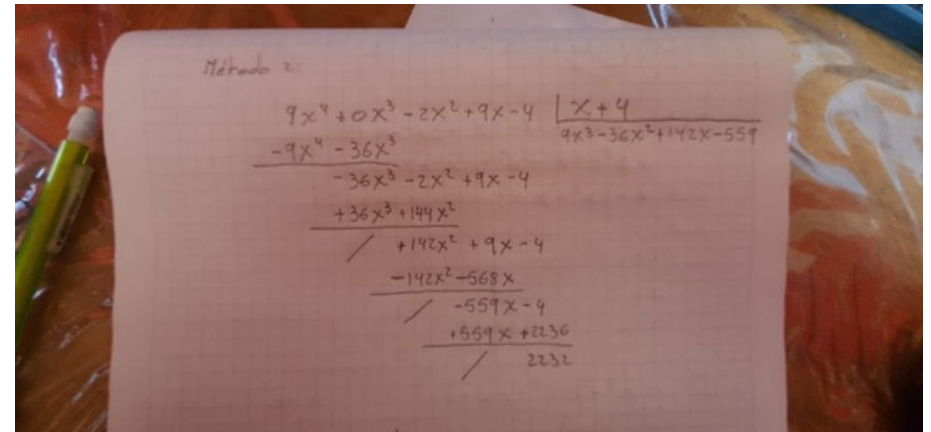 Método 2:
9x⁴ + 0x³ - 2x² + 9x - 4 | x + 4
-9x⁴ - 36x³ 9x³ - 36x² + 142x - 559
-36x³ - 2x² + 9x - 4
+36x³ + 144x²
/ +142x² + 9x - 4
-142x² - 568x
/ -559x - 4
+559x + 2236
/ 2232